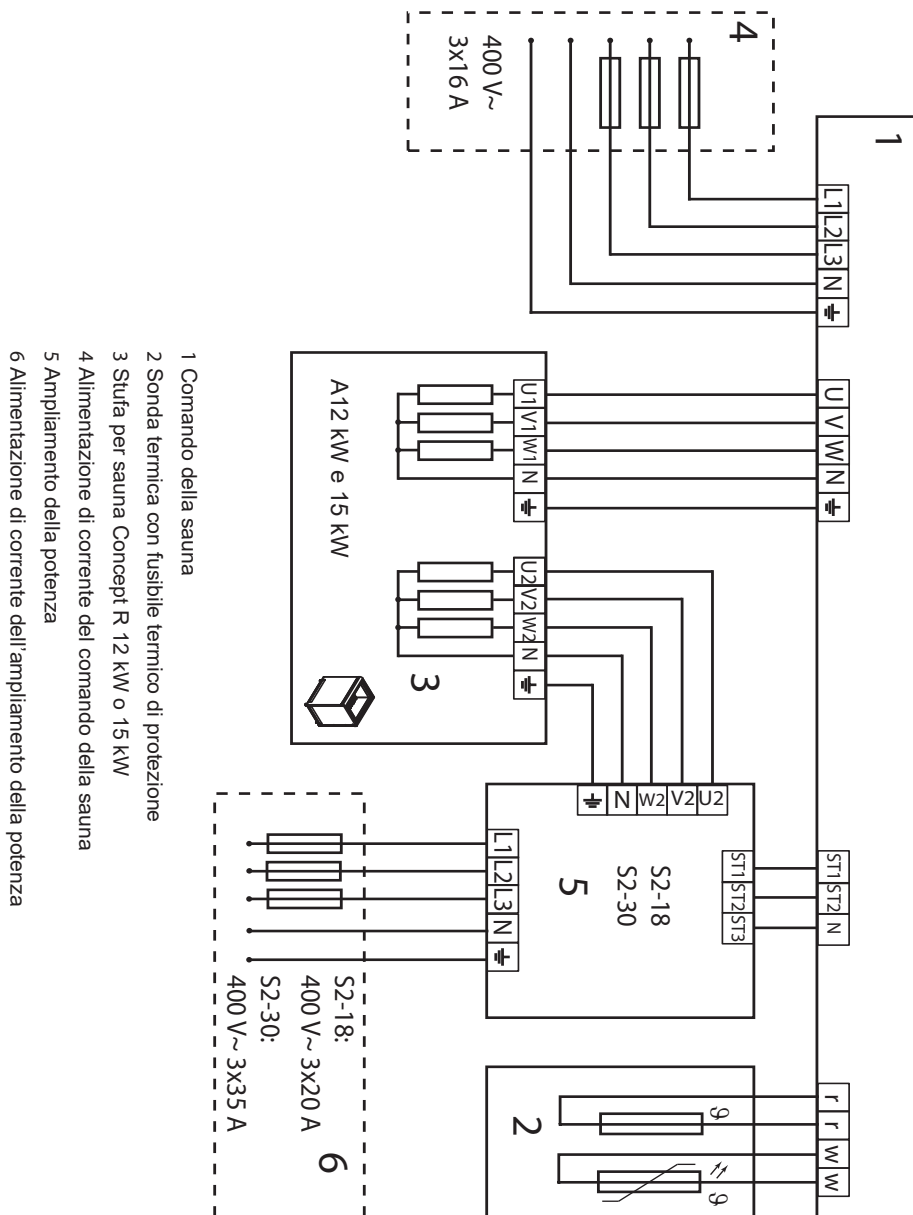 1
L1 L2 L3 N
U V W N
ST1 ST2 N
r r w w
4
400 V~
3x16 A
U1 V1 W1 N
U2 V2 W2 N
A12 kW e 15 kW
3
N W2 V2 U2
ST1 ST2 ST3
S2-18
S2-30
5
L1 L2 L3 N
2
ϑ
ϑ
S2-18:
400 V~ 3x20 A
S2-30:
400 V~ 3x35 A
6
1 Comando della sauna
2 Sonda termica con fusibile termico di protezione
3 Stufa per sauna Concept R 12 kW o 15 kW
4 Alimentazione di corrente del comando della sauna
5 Ampliamento della potenza
6 Alimentazione di corrente dell'ampliamento della potenza